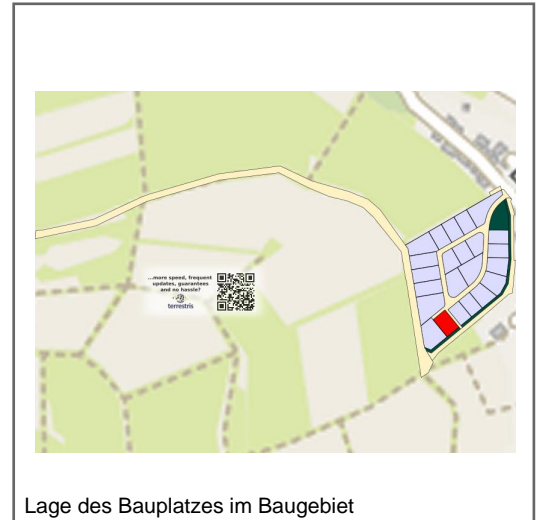 ...more speed, frequent
updates, guarantees
and no hassle?
terrestris
Lage des Bauplatzes im Baugebiet